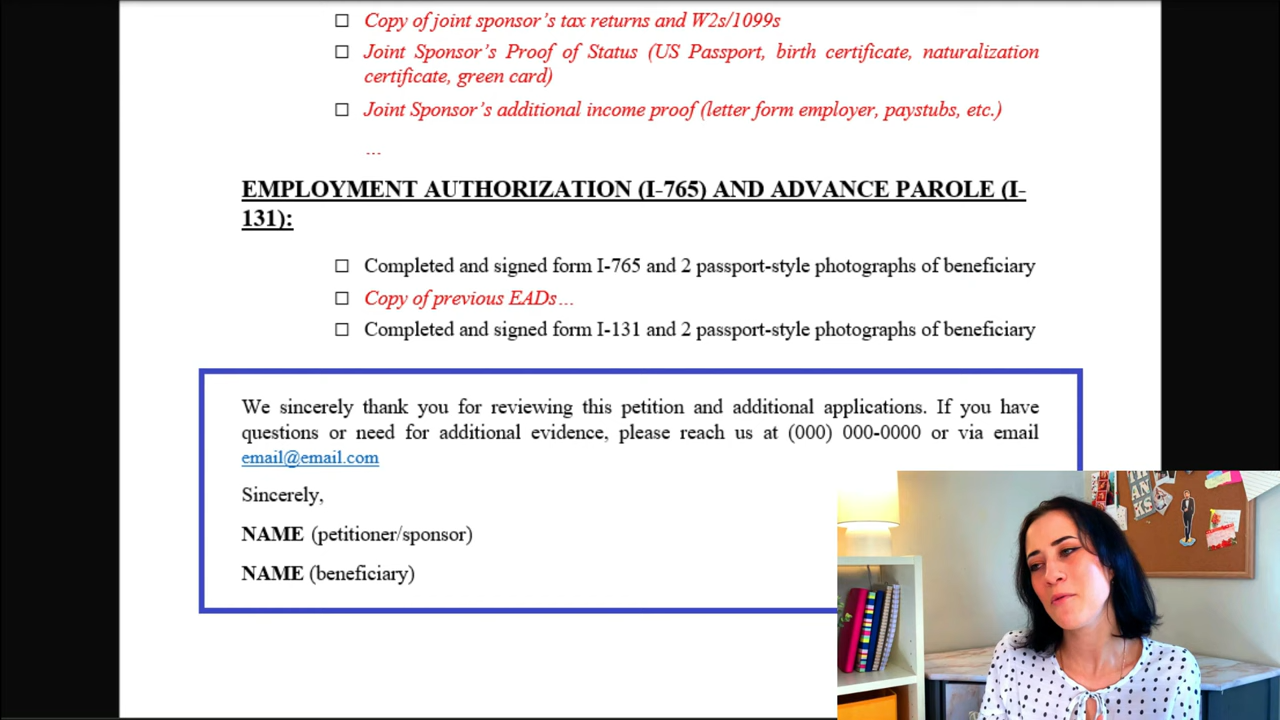 ☐ Copy of joint sponsor’s tax returns and W2s/1099s
☐ Joint Sponsor’s Proof of Status (US Passport, birth certificate, naturalization
certificate, green card)
☐ Joint Sponsor’s additional income proof (letter form employer, paystubs, etc.)
...
EMPLOYMENT AUTHORIZATION (I-765) AND ADVANCE PAROLE (I-
131):
☐ Completed and signed form I-765 and 2 passport-style photographs of beneficiary
☐ Copy of previous EADs…
☐ Completed and signed form I-131 and 2 passport-style photographs of beneficiary
We sincerely thank you for reviewing this petition and additional applications. If you have
questions or need for additional evidence, please reach us at (000) 000-0000 or via email
email@email.com
Sincerely,
NAME (petitioner/sponsor)
NAME (beneficiary)